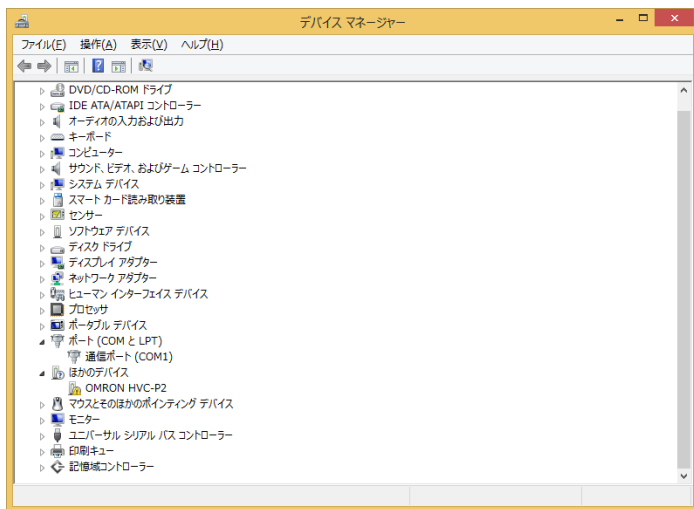 デバイス マネージャー
ファイル(F) 操作(A) 表示(V) ヘルプ(H)
DVD/CD-ROM ドライブ
IDE ATA/ATAPI コントローラー
オーディオの入力および出力
キーボード
コンピューター
サウンド、ビデオ、およびゲーム コントローラー
システム デバイス
スマート カード読み取り装置
センサー
ソフトウェア デバイス
ディスク ドライブ
ディスプレイ アダプター
ネットワーク アダプター
ヒューマン インターフェイス デバイス
プロセッサ
ポータブル デバイス
ポート (COM と LPT)
通信ポート (COM1)
ほかのデバイス
OMRON HVC-P2
マウスとそのほかのポインティング デバイス
モニター
ユニバーサル シリアル バス コントローラー
印刷キュー
記憶域コントローラー